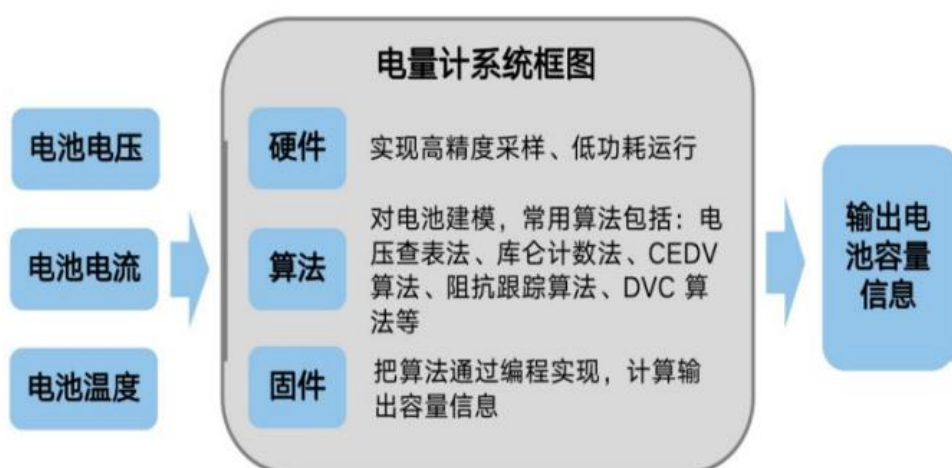 电量计系统框图
电池电压
电池电流
电池温度
硬件
实现高精度采样、低功耗运行
算法
对电池建模，常用算法包括：电
压查表法、库仑计数法、CEDV
算法、阻抗跟踪算法、DVC 算
法等
固件
把算法通过编程实现，计算输
出容量信息
输出电
池容量
信息